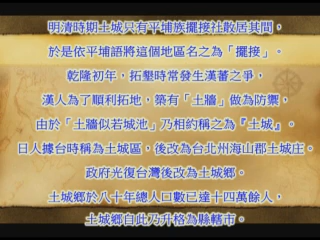 明清時期土城只有平埔族擺接社散居其間，
於是依平埔語將這個地區名之為「擺接」。
乾隆初年，拓墾時常發生漢蕃之爭，
漢人為了順利拓地，築有「土牆」做為防禦，
由於「土牆似若城池」乃相約稱之為『土城』。
日人據台時稱為土城區，後改為台北州海山郡土城庄。
政府光復台灣後改為土城鄉。
土城鄉於八十年總人口數已達十四萬餘人，
土城鄉自此乃升格為縣轄市。